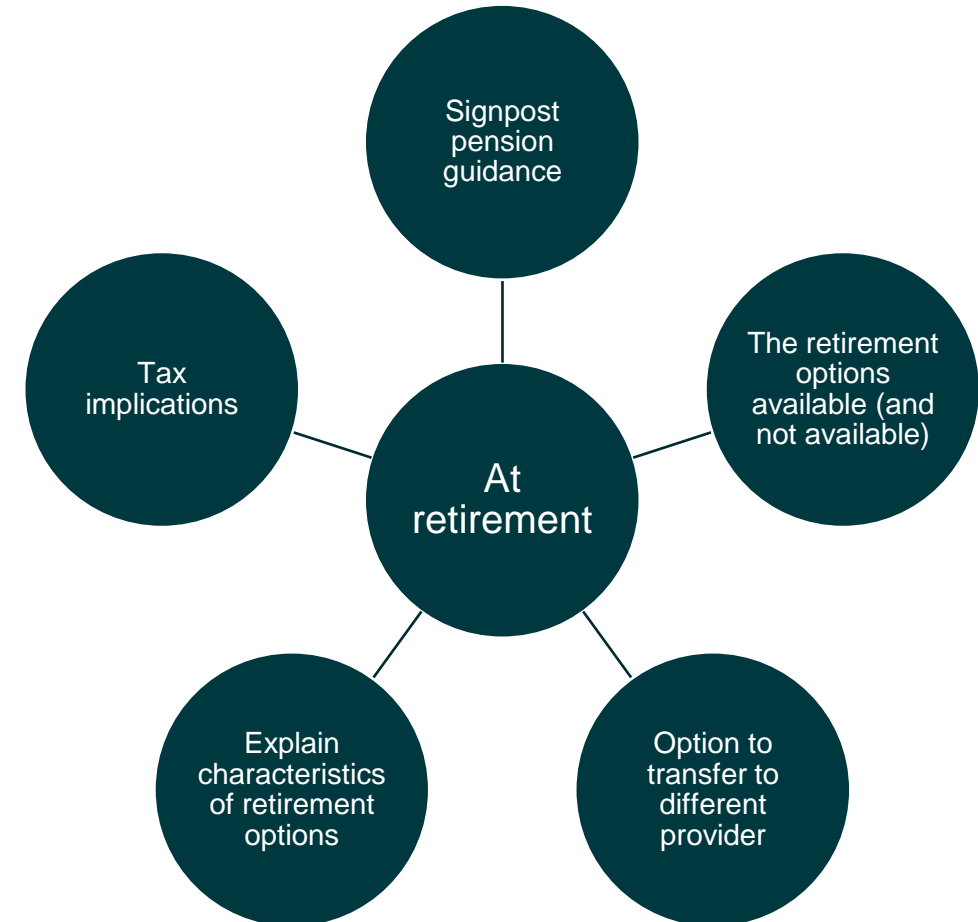 Signpost
pension
guidance
The retirement
options
available (and
not available)
Option to
transfer to
different
provider
Explain
characteristics
of retirement
options
Tax
implications
At
retirement